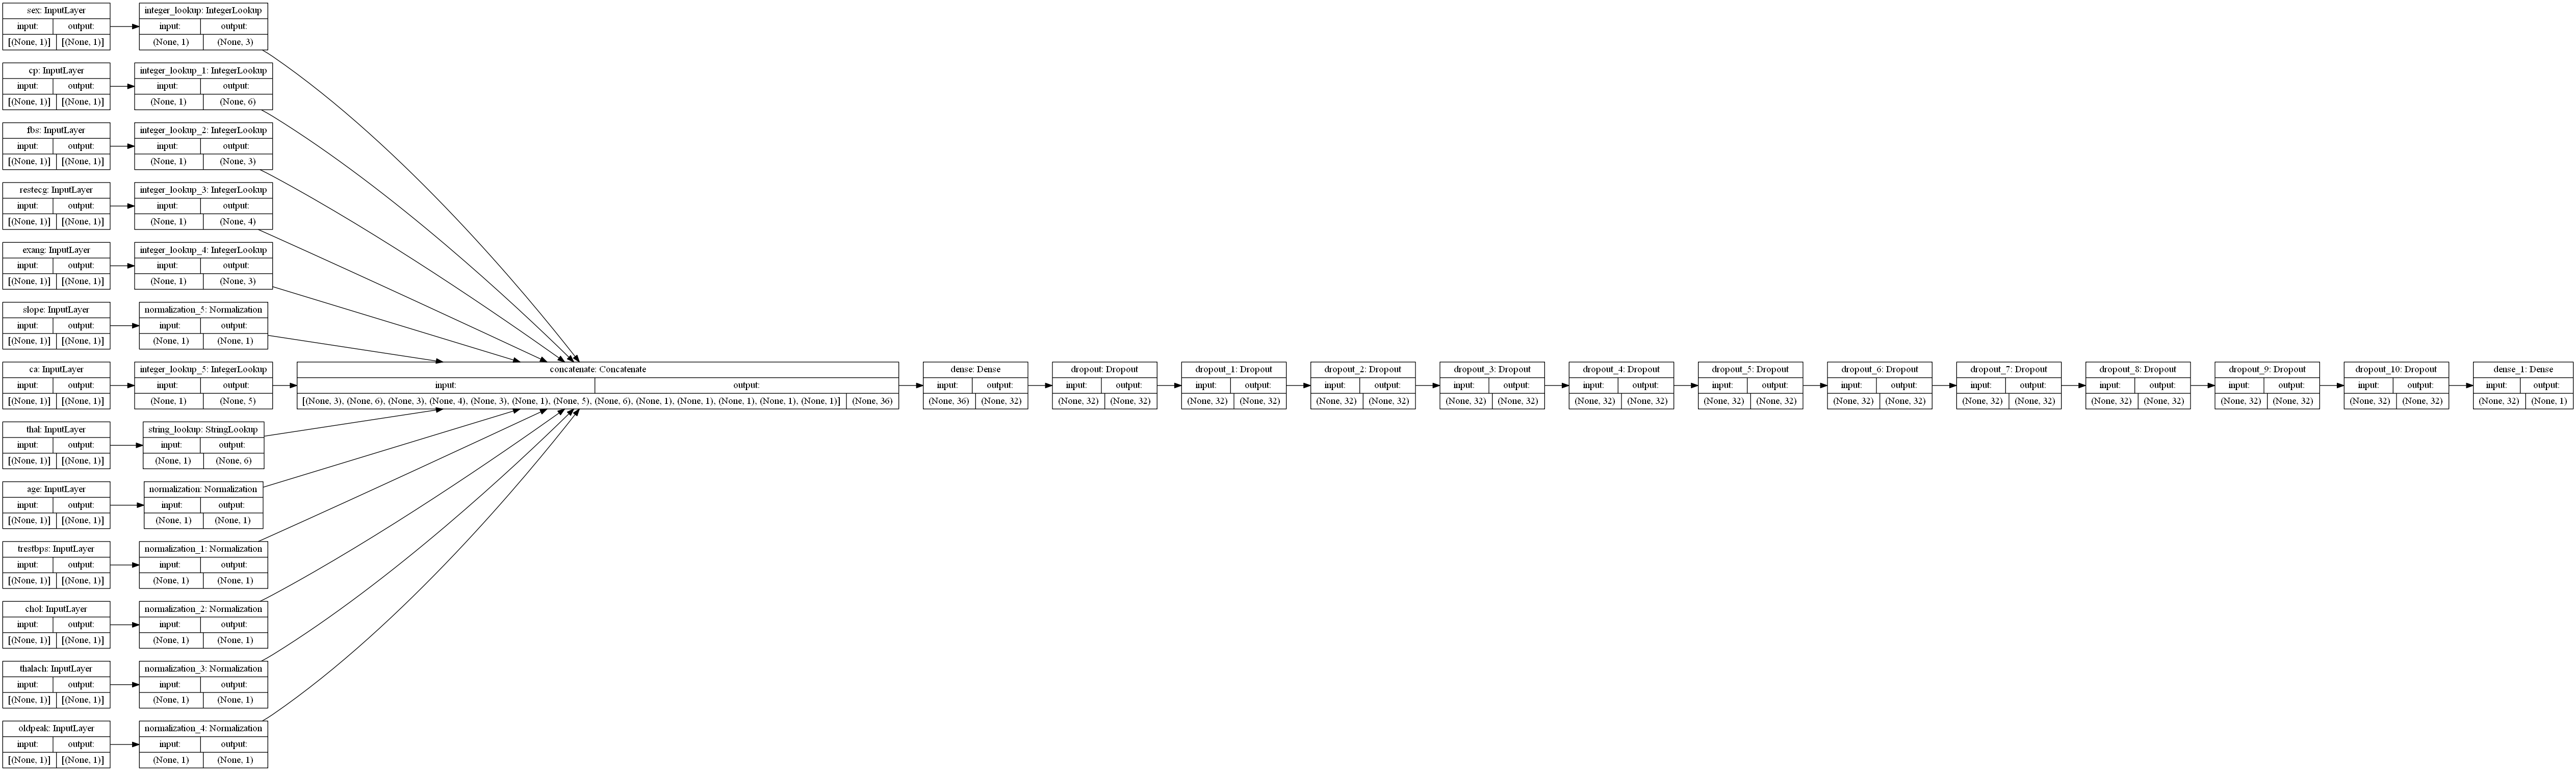 sex: InputLayer
input: output:
[(None, 1)] [(None, 1)]
integer_lookup: IntegerLookup
input: output:
(None, 1) (None, 3)
cp: InputLayer
input: output:
[(None, 1)] [(None, 1)]
integer_lookup_1: IntegerLookup
input: output:
(None, 1) (None, 6)
fbs: InputLayer
input: output:
[(None, 1)] [(None, 1)]
integer_lookup_2: IntegerLookup
input: output:
(None, 1) (None, 3)
restecg: InputLayer
input: output:
[(None, 1)] [(None, 1)]
integer_lookup_3: IntegerLookup
input: output:
(None, 1) (None, 4)
exang: InputLayer
input: output:
[(None, 1)] [(None, 1)]
integer_lookup_4: IntegerLookup
input: output:
(None, 1) (None, 3)
slope: InputLayer
input: output:
[(None, 1)] [(None, 1)]
normalization_5: Normalization
input: output:
(None, 1) (None, 1)
ca: InputLayer
input: output:
[(None, 1)] [(None, 1)]
integer_lookup_5: IntegerLookup
input: output:
(None, 1) (None, 5)
thal: InputLayer
input: output:
[(None, 1)] [(None, 1)]
string_lookup: StringLookup
input: output:
(None, 1) (None, 6)
age: InputLayer
input: output:
[(None, 1)] [(None, 1)]
normalization: Normalization
input: output:
(None, 1) (None, 1)
trestbps: InputLayer
input: output:
[(None, 1)] [(None, 1)]
normalization_1: Normalization
input: output:
(None, 1) (None, 1)
chol: InputLayer
input: output:
[(None, 1)] [(None, 1)]
normalization_2: Normalization
input: output:
(None, 1) (None, 1)
thalach: InputLayer
input: output:
[(None, 1)] [(None, 1)]
normalization_3: Normalization
input: output:
(None, 1) (None, 1)
oldpeak: InputLayer
input: output:
[(None, 1)] [(None, 1)]
normalization_4: Normalization
input: output:
(None, 1) (None, 1)
concatenate: Concatenate
input: output:
[(None, 3), (None, 6), (None, 3), (None, 4), (None, 3), (None, 1), (None, 5), (None, 6), (None, 1), (None, 1), (None, 1), (None, 1), (None, 1)] (None, 36)
dense: Dense
input: output:
(None, 36) (None, 32)
dropout: Dropout
input: output:
(None, 32) (None, 32)
dropout_1: Dropout
input: output:
(None, 32) (None, 32)
dropout_2: Dropout
input: output:
(None, 32) (None, 32)
dropout_3: Dropout
input: output:
(None, 32) (None, 32)
dropout_4: Dropout
input: output:
(None, 32) (None, 32)
dropout_5: Dropout
input: output:
(None, 32) (None, 32)
dropout_6: Dropout
input: output:
(None, 32) (None, 32)
dropout_7: Dropout
input: output:
(None, 32) (None, 32)
dropout_8: Dropout
input: output:
(None, 32) (None, 32)
dropout_9: Dropout
input: output:
(None, 32) (None, 32)
dropout_10: Dropout
input: output:
(None, 32) (None, 32)
dense_1: Dense
input: output:
(None, 32) (None, 1)